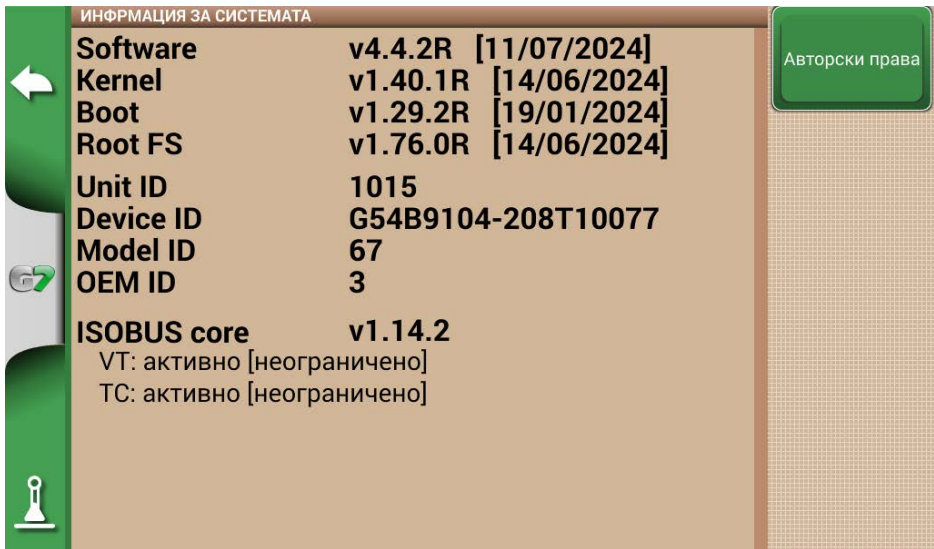 ИНФРМАЦИЯ ЗА СИСТЕМАТА
Software v4.4.2R [11/07/2024]
Kernel v1.40.1R [14/06/2024]
Boot v1.29.2R [19/01/2024]
Root FS v1.76.0R [14/06/2024]
Unit ID 1015
Device ID G54B9104-208T10077
Model ID 67
OEM ID 3
ISOBUS core v1.14.2
VT: активно [неограничено]
TC: активно [неограничено]
Авторски права
G7